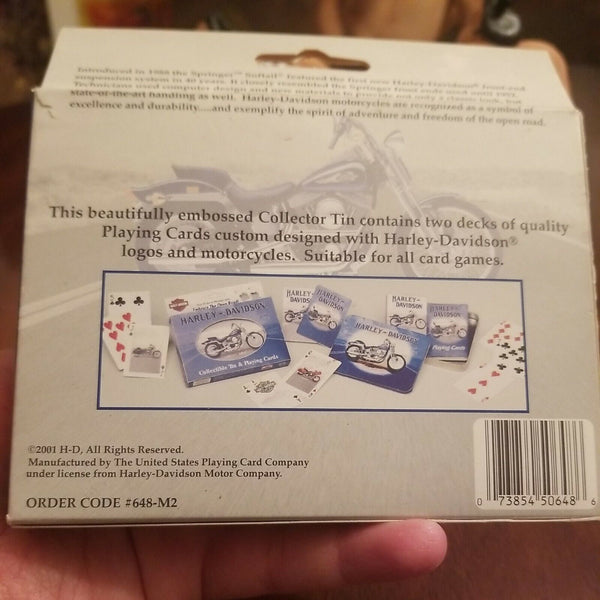 Introduced in 1988 the Springer™ Softail® featured the first new Harley-Davidson® front-end
suspension system in 40 years. It closely resembled the Springer front ends used until 1957.
Technicians used computer design and new materials to provide not only a classic look, but
state-of-the-art handling as well. Harley-Davidson motorcycles are recognized as a symbol of
excellence and durability....and exemplify the spirit of adventure and freedom of the open road.
This beautifully embossed Collector Tin contains two decks of quality
Playing Cards custom designed with Harley-Davidson®
logos and motorcycles. Suitable for all card games.
HARLEY-DAVIDSON
Collectible Tin & Playing Cards
HARLEY-DAVIDSON
HARLEY-DAVIDSON
HARLEY-DAVIDSON
HARLEY-DAVIDSON
HARLEY-DAVIDSON
Playing Cards
©2001 H-D, All Rights Reserved.
Manufactured by The United States Playing Card Company
under license from Harley-Davidson Motor Company.
ORDER CODE #648-M2
0 73854 50648 6